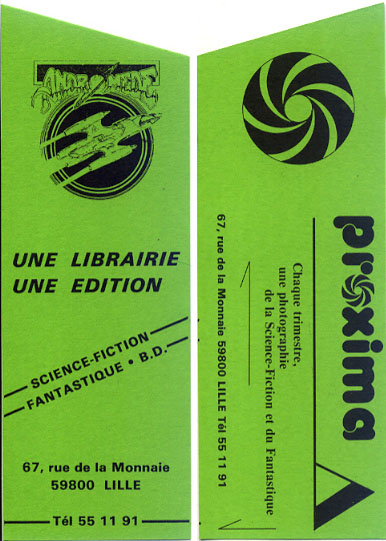 ANDROMEDE
UNE LIBRAIRIE
UNE EDITION
SCIENCE-FICTION
FANTASTIQUE • B.D.
67, rue de la Monnaie
59800 LILLE
Tél 55 11 91
proxima
Chaque trimestre,
une photographie
de la Science-Fiction et du Fantastique
67, rue de la Monnaie 59800 LILLE Tél 55 11 91